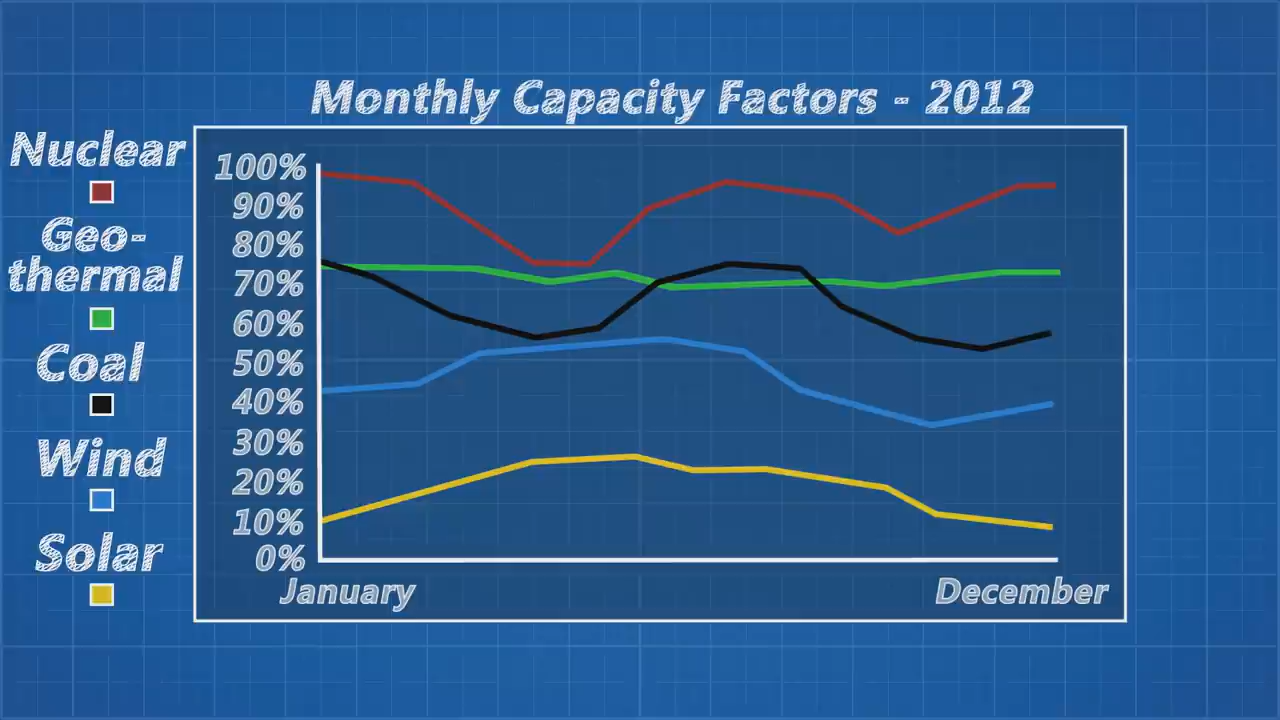 Monthly Capacity Factors - 2012
Nuclear
Geo-
thermal
Coal
Wind
Solar
100%
90%
80%
70%
60%
50%
40%
30%
20%
10%
0%
January
December